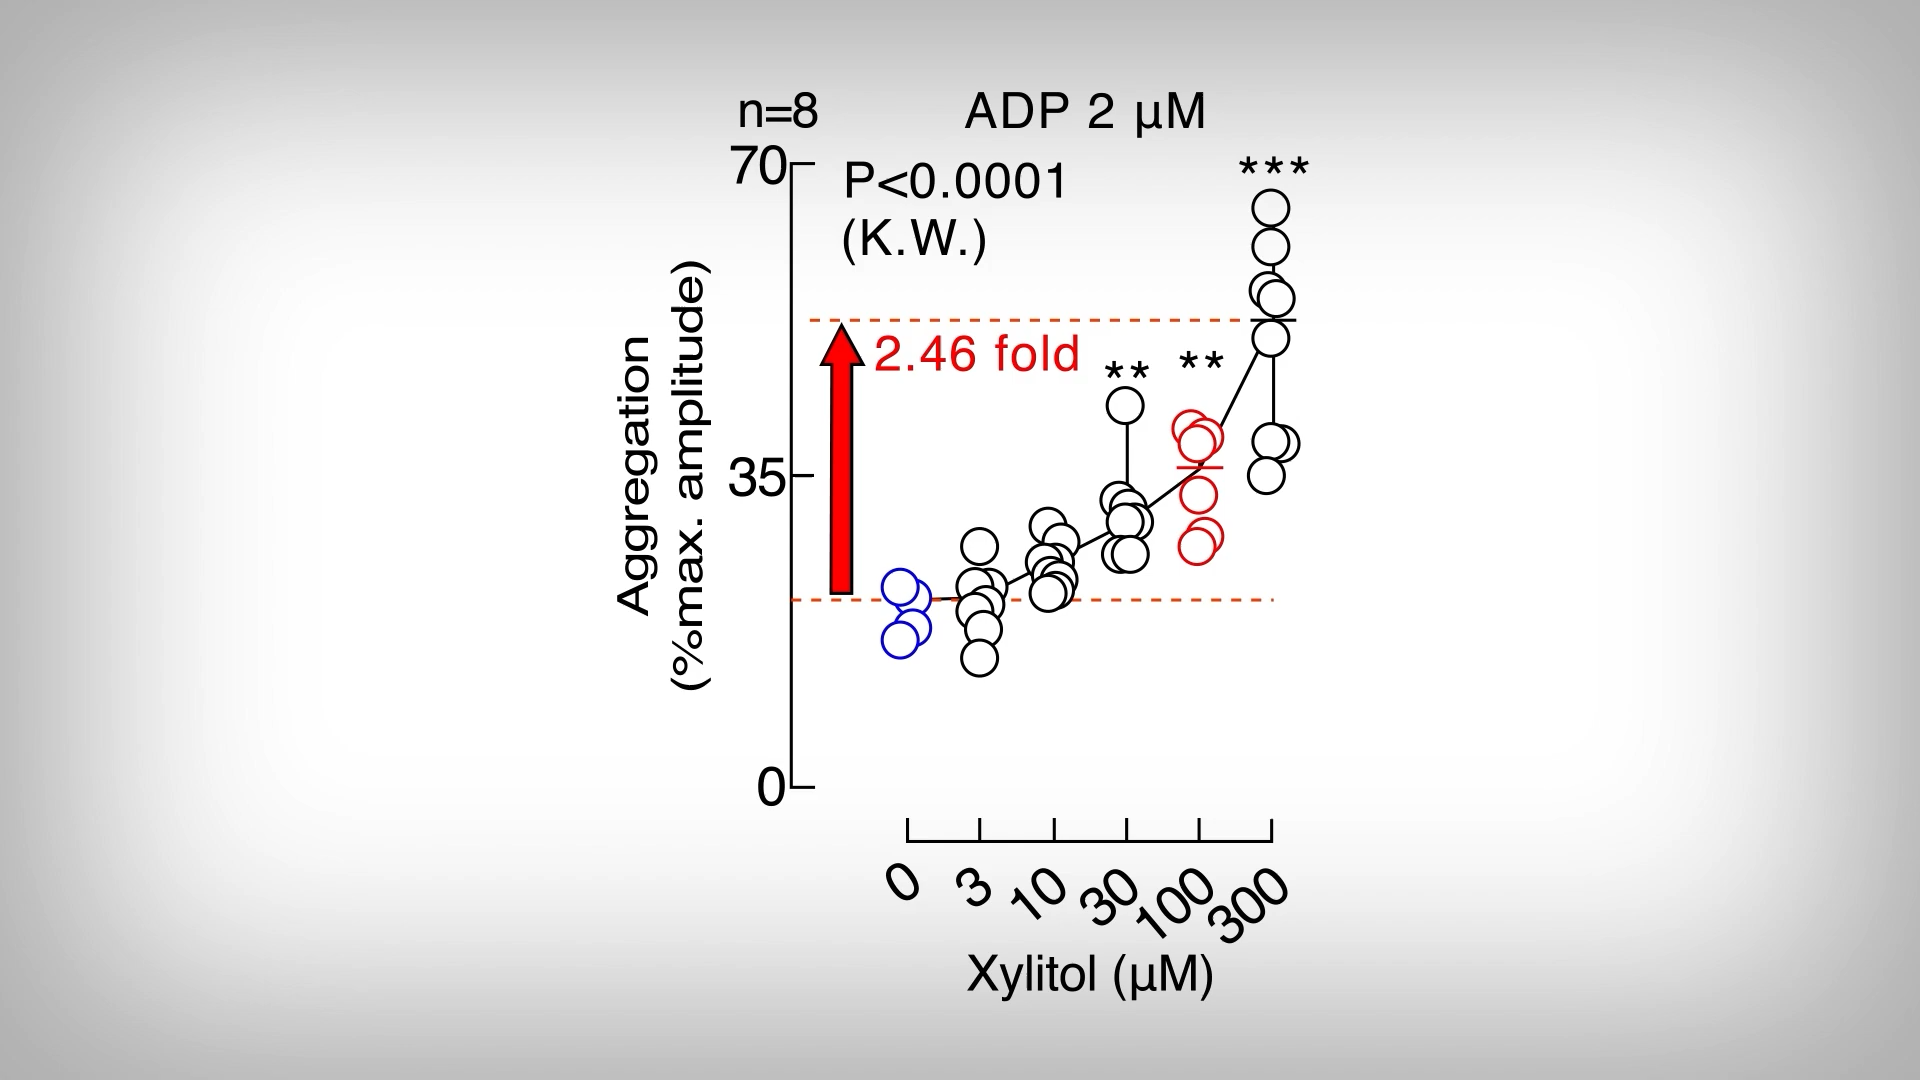 n=8
ADP 2 µM
70
P<0.0001
(K.W.)
***
2.46 fold
**
**
35
0
Aggregation
(%max. amplitude)
0
3
10
30
100
300
Xylitol (µM)